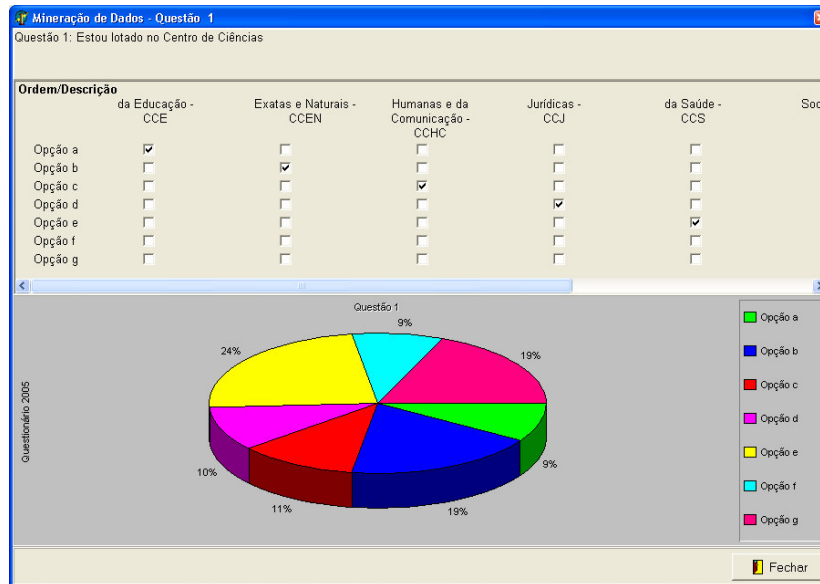 Mineração de Dados - Questão 1
Questão 1: Estou lotado no Centro de Ciências
Ordem/Descrição
da Educação - CCE
Exatas e Naturais - CCEN
Humanas e da Comunicação - CCHC
Jurídicas - CCJ
da Saúde - CCS
Soc
Opção a
Opção b
Opção c
Opção d
Opção e
Opção f
Opção g
Questão 1
9%
24%
19%
Questionário 2005
10%
9%
11%
19%
Opção a
Opção b
Opção c
Opção d
Opção e
Opção f
Opção g
Fechar